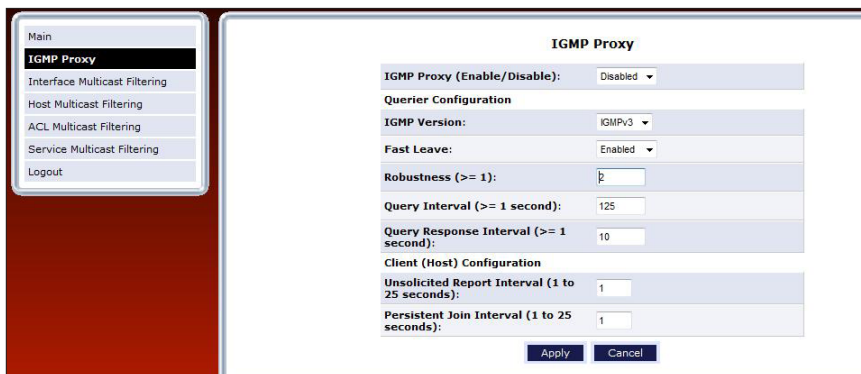 Main
IGMP Proxy
Interface Multicast Filtering
Host Multicast Filtering
ACL Multicast Filtering
Service Multicast Filtering
Logout
IGMP Proxy
IGMP Proxy (Enable/Disable): Disabled
Querier Configuration
IGMP Version: IGMPv3
Fast Leave: Enabled
Robustness (>= 1): 2
Query Interval (>= 1 second): 125
Query Response Interval (>= 1
second): 10
Client (Host) Configuration
Unsolicited Report Interval (1 to
25 seconds): 1
Persistent Join Interval (1 to 25
seconds): 1
Apply Cancel